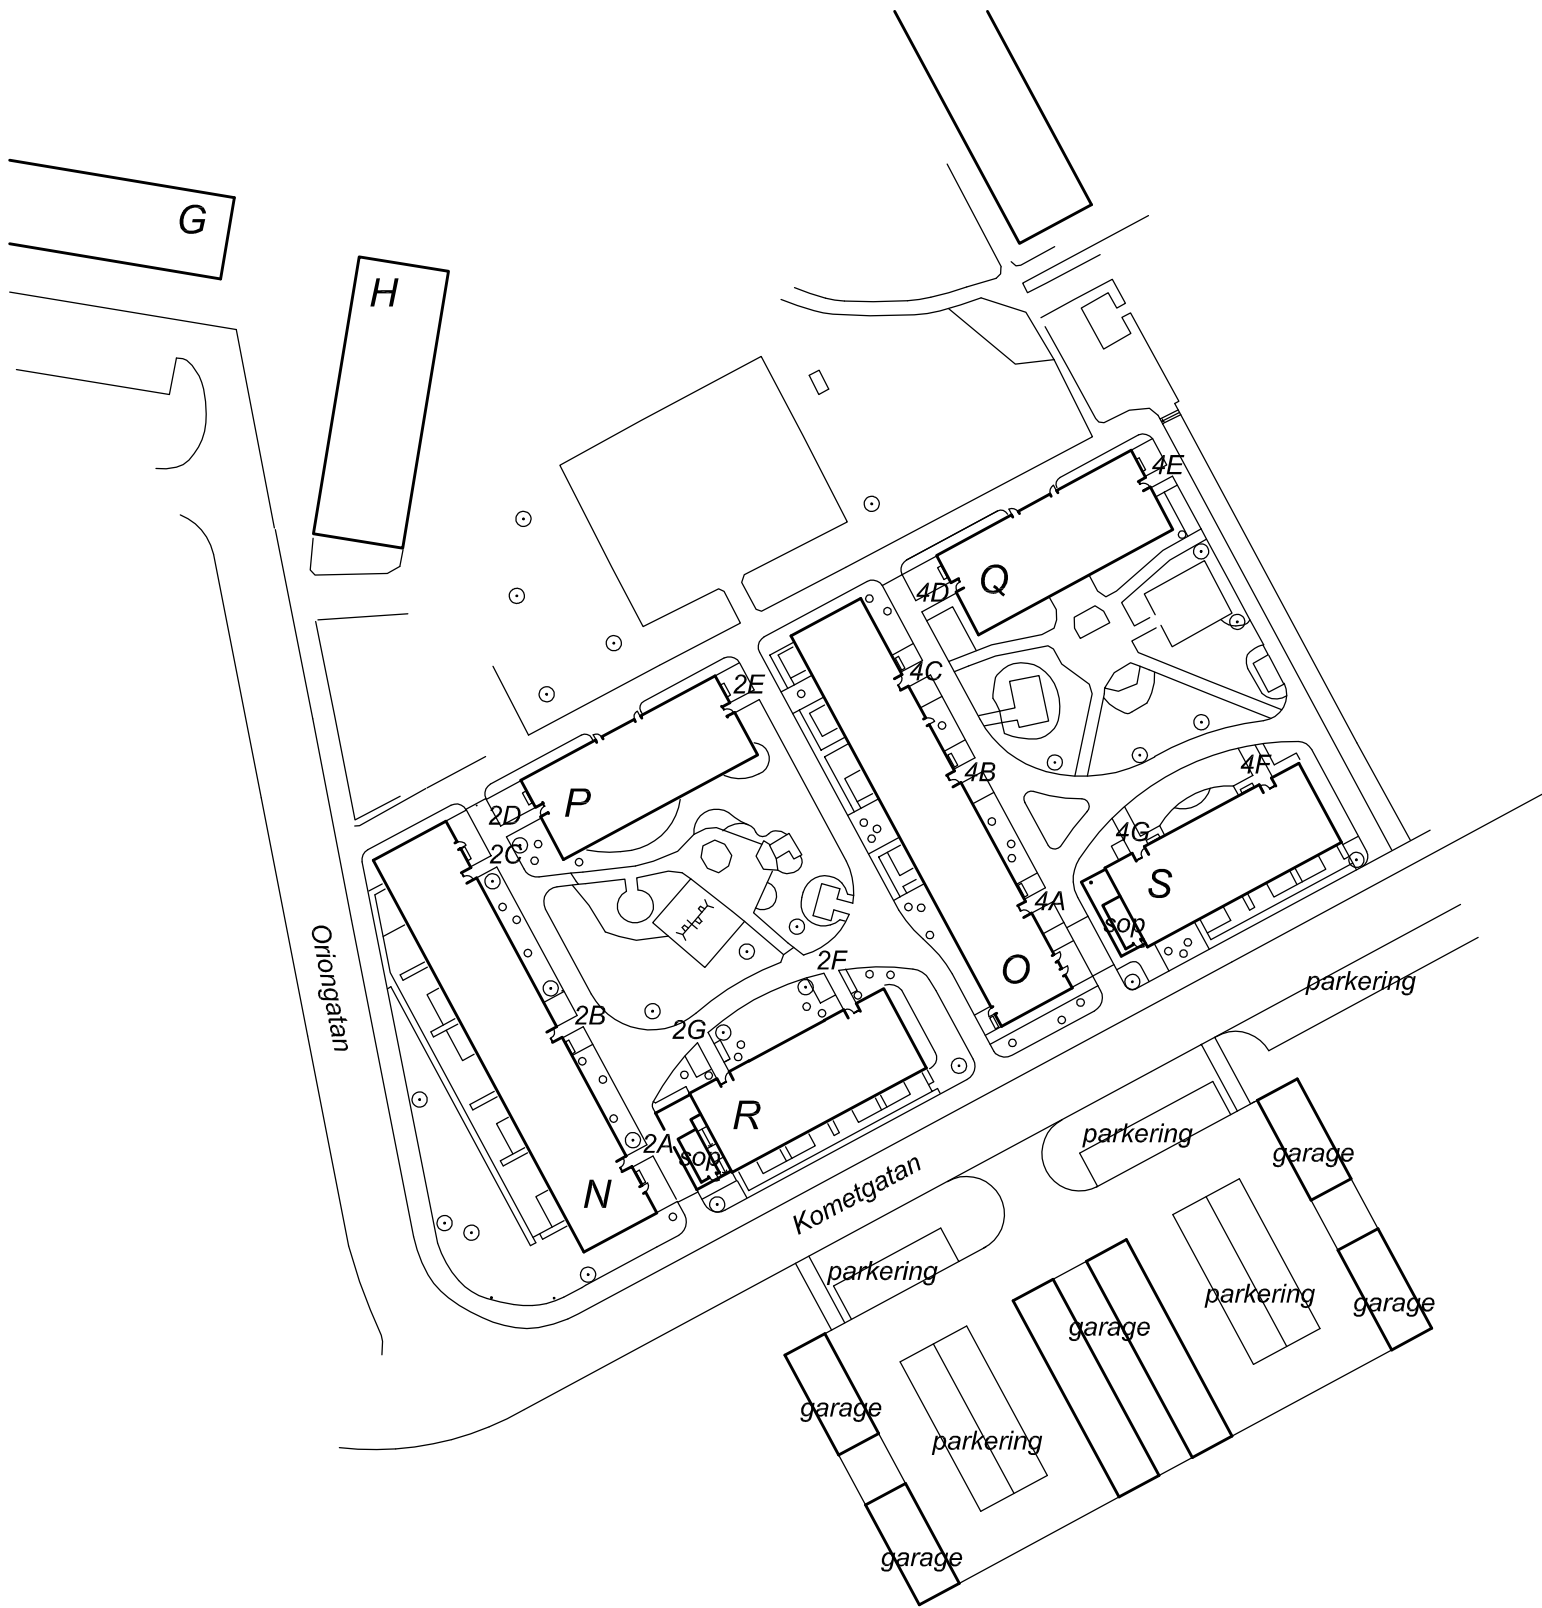 G
H
4E
Q
4D
4C
2E
4B
4F
P
2D
4G
2C
S
4A
sop
O
2F
Oriongatan
parkering
2B
2G
R
parkering
2A
sop
garage
N
Kometgatan
parkering
parkering
garage
garage
garage
parkering
garage